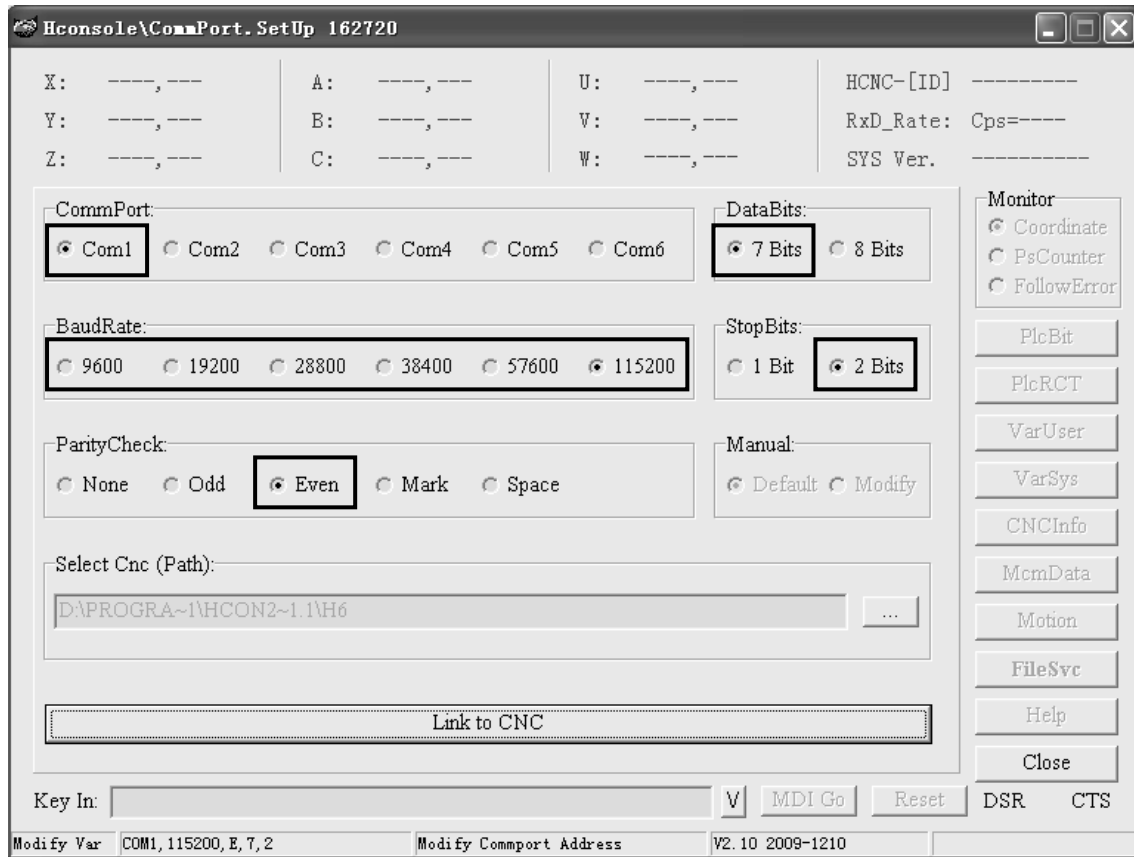 Hconsole\CommPort.SetUp 162720
X: ----,--- A: ----,--- U: ----,--- HCNC-[ID] ---------
Y: ----,--- B: ----,--- V: ----,--- RxD_Rate: Cps=----
Z: ----,--- C: ----,--- W: ----,--- SYS Ver. ----------
CommPort:
Com1 Com2 Com3 Com4 Com5 Com6
DataBits:
7 Bits 8 Bits
Monitor
Coordinate
PsCounter
FollowError
BaudRate:
9600 19200 28800 38400 57600 115200
StopBits:
1 Bit 2 Bits
ParityCheck:
None Odd Even Mark Space
Manual:
Default Modify
Select Cnc (Path):
D:\PROGRA~1\HCON2~1.1\H6
...
Link to CNC
PlcBit
PlcRCT
VarUser
VarSys
CNCInfo
McmData
Motion
FileSvc
Help
Close
Key In: V MDI Go Reset DSR CTS
Modify Var COM1,115200,E,7,2 Modify Commport Address V2.10 2009-1210